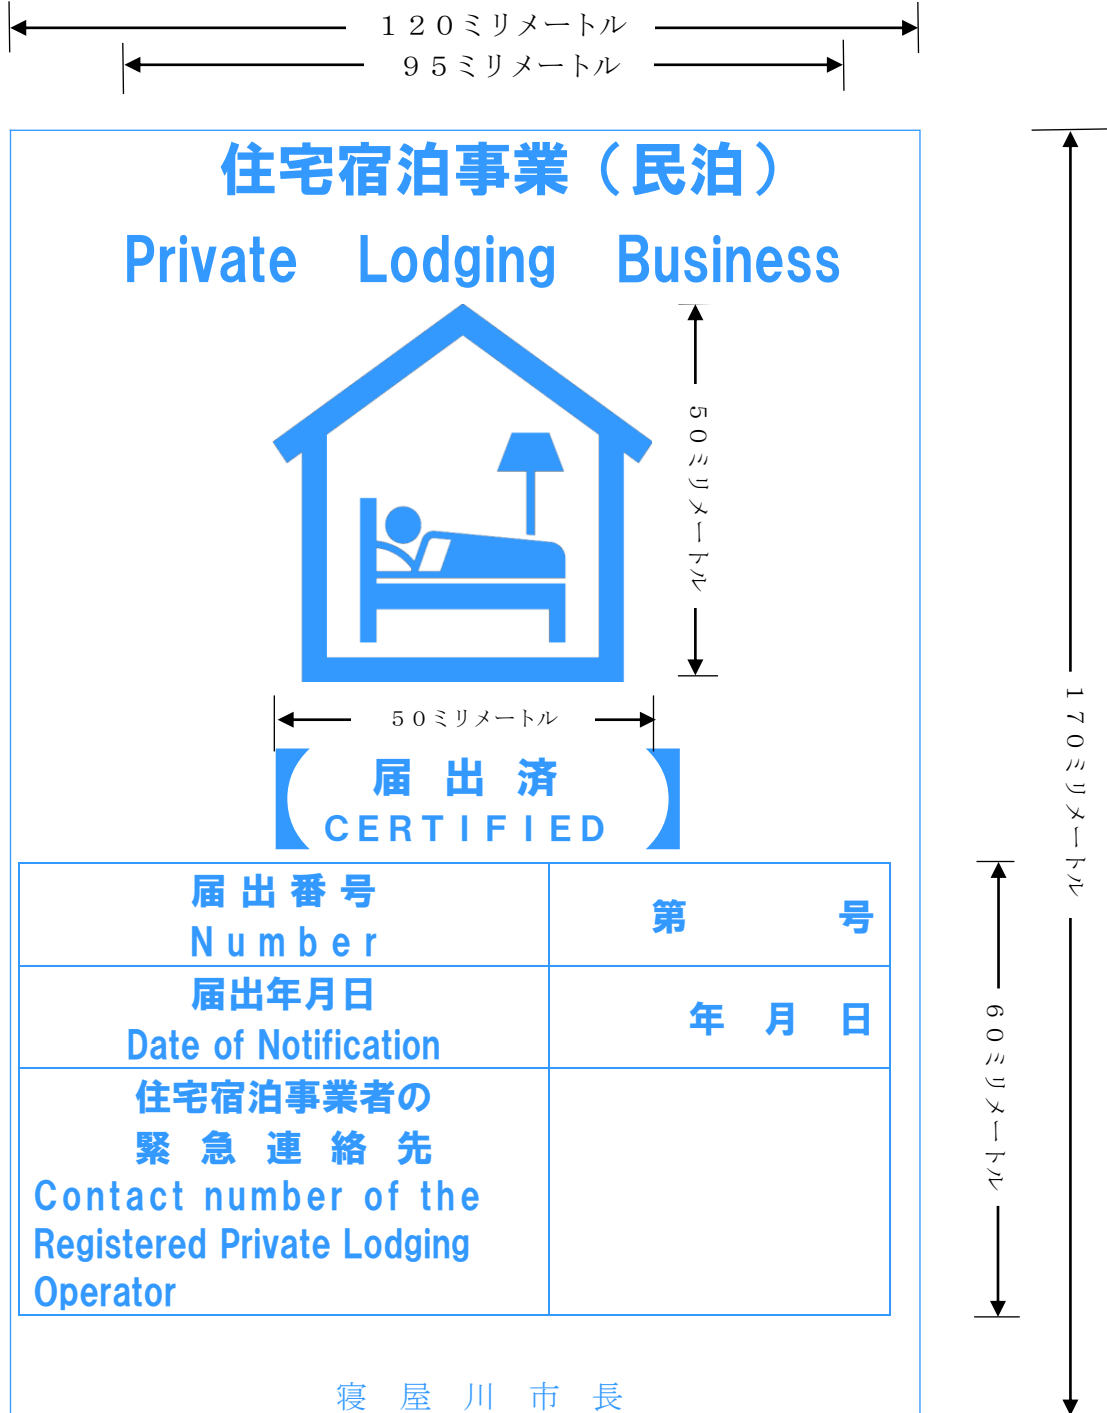 １２０ミリメートル
９５ミリメートル
住宅宿泊事業（民泊）
Private　Lodging　Business
５０ミリメートル
５０ミリメートル
１７０ミリメートル
届 出 済
ＣＥＲＴＩＦＩＥＤ
届 出 番 号
Ｎｕｍｂｅｒ
第　　　　号
届出年月日
Date of Notification
年　月　日
６０ミリメートル
住宅宿泊事業者の
緊 急 連 絡 先
Contact number of the
Registered Private Lodging
Operator
寝 屋 川 市 長